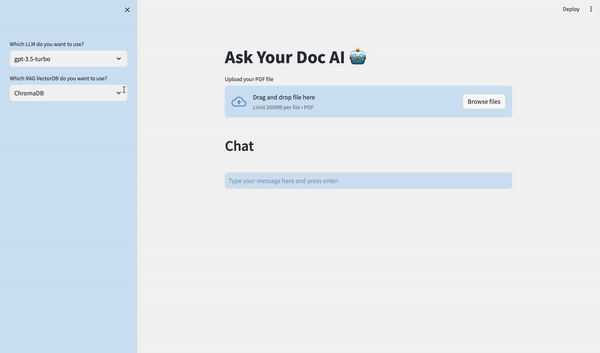 Deploy
Which LLM do you want to use?
gpt-3.5-turbo
Which RAG VectorDB do you want to use?
ChromaDB
Ask Your Doc AI 🤖
Upload your PDF file
Drag and drop file here
Limit 200MB per file • PDF
Browse files
Chat
Type your message here and press enter: